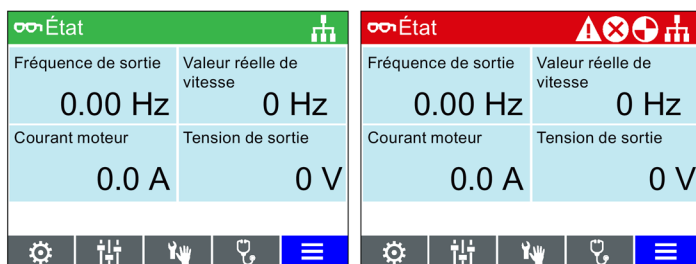 État
Fréquence de sortie
Valeur réelle de
vitesse
0.00 Hz
0 Hz
Courant moteur
Tension de sortie
0.0 A
0 V
État
Fréquence de sortie
Valeur réelle de
vitesse
0.00 Hz
0 Hz
Courant moteur
Tension de sortie
0.0 A
0 V